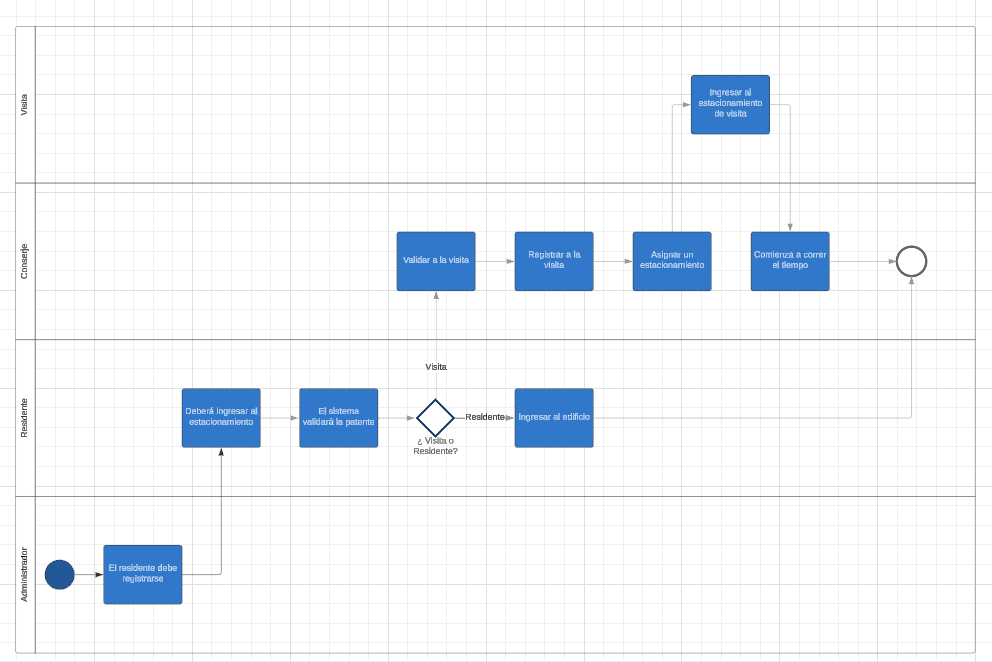 Visita
Ingresar al
estacionamiento
de visita
Conserje
Validar a la visita
Registrar a la
visita
Asignar un
estacionamiento
Comienza a correr
el tiempo
Residente
Visita
Deberá ingresar al
estacionamiento
El sistema
validará la patente
¿ Visita o
Residente?
Residente
Ingresar al edificio
Administrador
El residente debe
registrarse